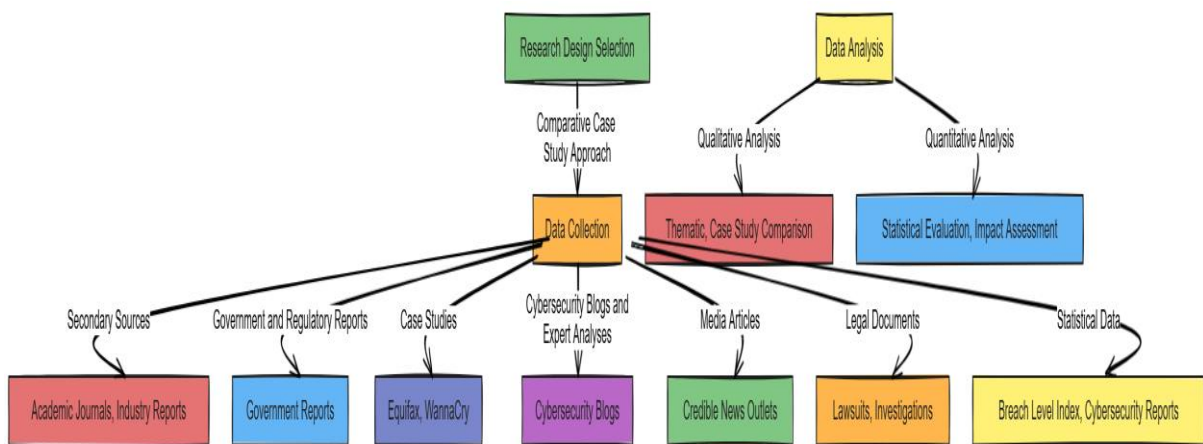 Research Design Selection
Data Analysis
Comparative Case
Study Approach
Qualitative Analysis
Quantitative Analysis
Data Collection
Thematic, Case Study Comparison
Statistical Evaluation, Impact Assessment
Secondary Sources
Government and Regulatory Reports
Case Studies
Cybersecurity Blogs and
Expert Analyses
Media Articles
Legal Documents
Statistical Data
Academic Journals, Industry Reports
Government Reports
Equifax, WannaCry
Cybersecurity Blogs
Credible News Outlets
Lawsuits, Investigations
Breach Level Index, Cybersecurity Reports